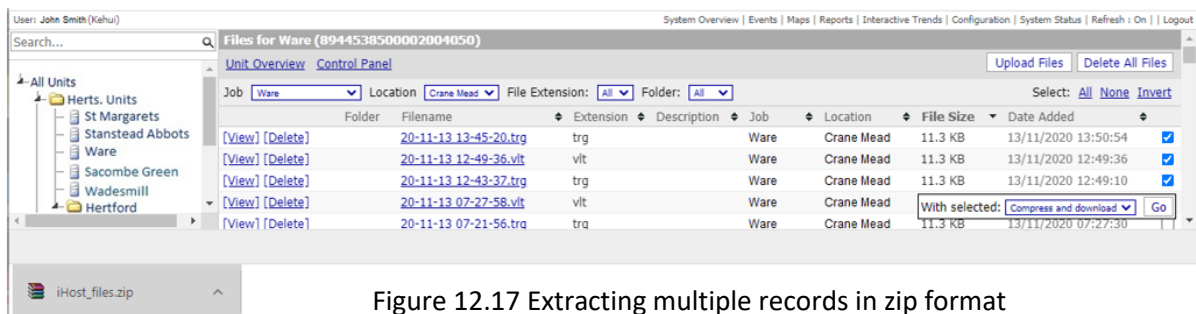 User: John Smith (Kehui) System Overview | Events | Maps | Reports | Interactive Trends | Configuration | System Status | Refresh : On | | Logout
Search... Files for Ware (8944538500002004050)
Unit Overview Control Panel Upload Files Delete All Files
All Units
Job Ware Location Crane Mead File Extension: All Folder: All Select: All None Invert
Herts. Units
St Margarets
Stanstead Abbots
Ware
Sacombe Green
Wadesmill
Hertford
Folder Filename Extension Description Job Location File Size Date Added
[View] [Delete] 20-11-13 13-45-20.trg trg Ware Crane Mead 11.3 KB 13/11/2020 13:50:54
[View] [Delete] 20-11-13 12-49-36.vlt vlt Ware Crane Mead 11.3 KB 13/11/2020 12:49:36
[View] [Delete] 20-11-13 12-43-37.trg trg Ware Crane Mead 11.3 KB 13/11/2020 12:49:10
[View] [Delete] 20-11-13 07-27-58.vlt vlt Ware Crane Mead With selected: Compress and download Go
[View] [Delete] 20-11-13 07-21-56.trg trg Ware Crane Mead 11.3 KB 13/11/2020 07:27:30
iHost_files.zip
Figure 12.17 Extracting multiple records in zip format